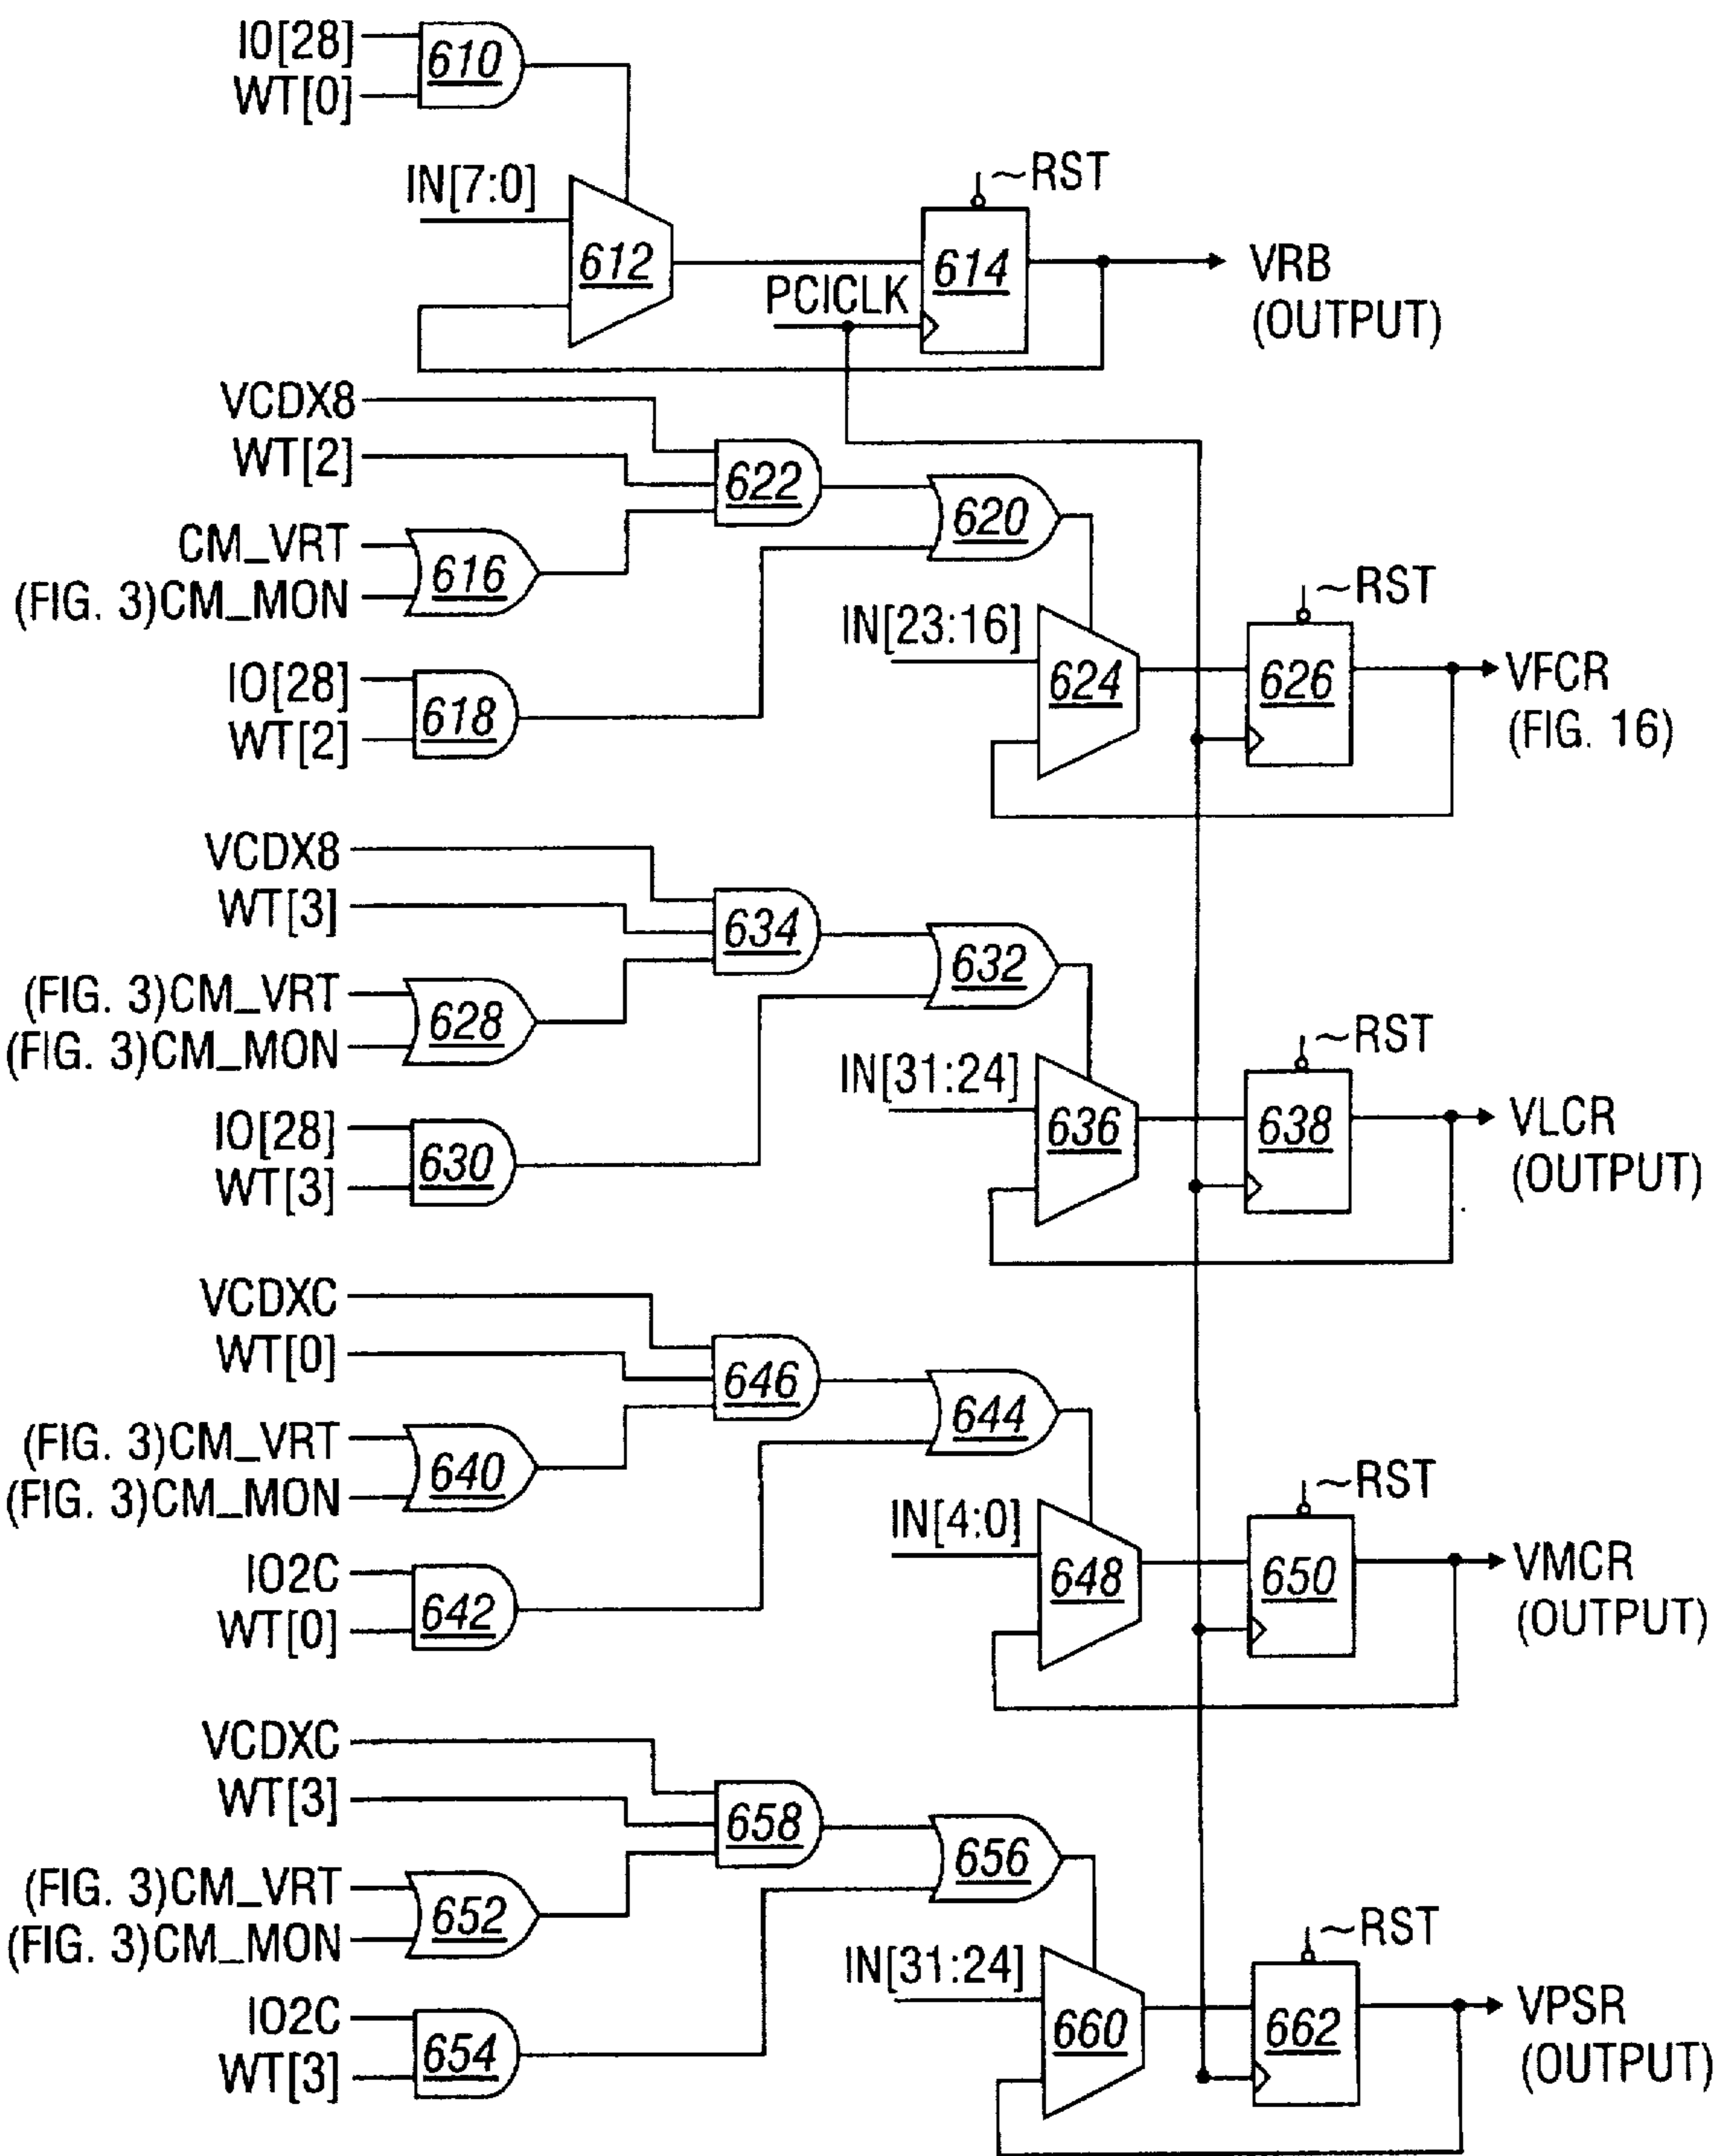 IO[28]
WT[0]
610
IN[7:0]
612
~RST
614
PCICLK
VRB
(OUTPUT)
VCDX8
WT[2]
622
620
CM_VRT
(FIG. 3)CM_MON
616
IO[28]
WT[2]
618
IN[23:16]
624
~RST
626
VFCR
(FIG. 16)
VCDX8
WT[3]
634
632
(FIG. 3)CM_VRT
(FIG. 3)CM_MON
628
IO[28]
WT[3]
630
IN[31:24]
636
~RST
638
VLCR
(OUTPUT)
VCDXC
WT[0]
646
644
(FIG. 3)CM_VRT
(FIG. 3)CM_MON
640
IO2C
WT[0]
642
IN[4:0]
648
~RST
650
VMCR
(OUTPUT)
VCDXC
WT[3]
658
656
(FIG. 3)CM_VRT
(FIG. 3)CM_MON
652
IO2C
WT[3]
654
IN[31:24]
660
~RST
662
VPSR
(OUTPUT)